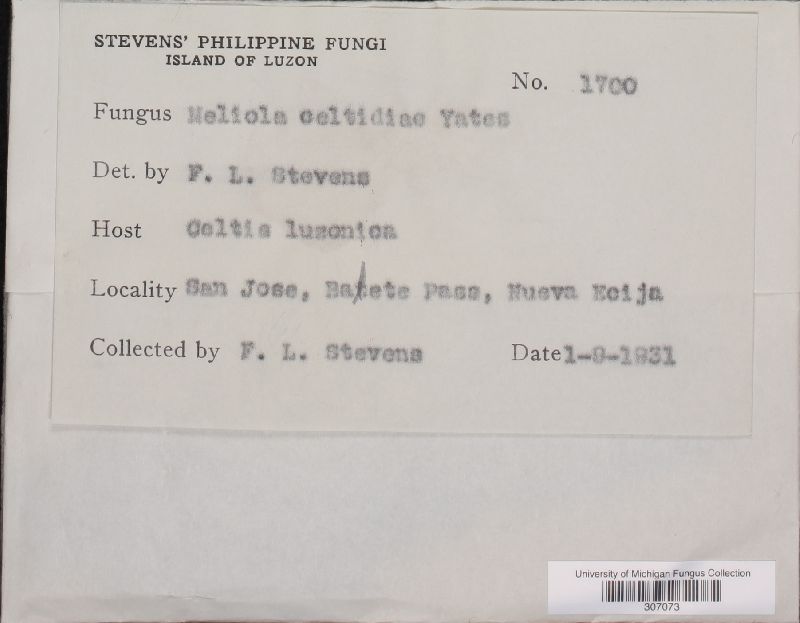 STEVENS' PHILIPPINE FUNGI
ISLAND OF LUZON
No. 1700
Fungus Meliola celtidiae Yates
Det. by F. L. Stevens
Host Celtis luzonica
Locality San Jose, Balete Pass, Nueva Ecija
Collected by F. L. Stevens Date 1-9-1931
University of Michigan Fungus Collection
307073